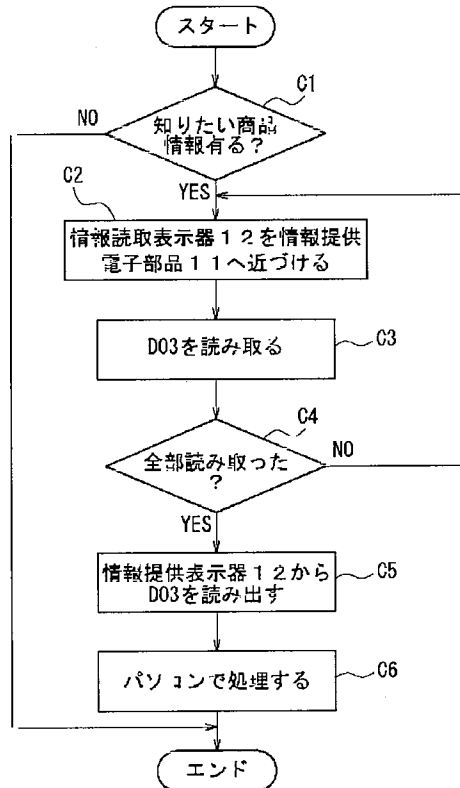 スタート
C1
NO
知りたい商品
情報有る？
C2
YES
情報読取表示器１２を情報提供
電子部品１１へ近づける
D03を読み取る
C3
C4
全部読み取った
？
NO
YES
情報提供表示器１２から
D03を読み出す
C5
パソコンで処理する
C6
エンド